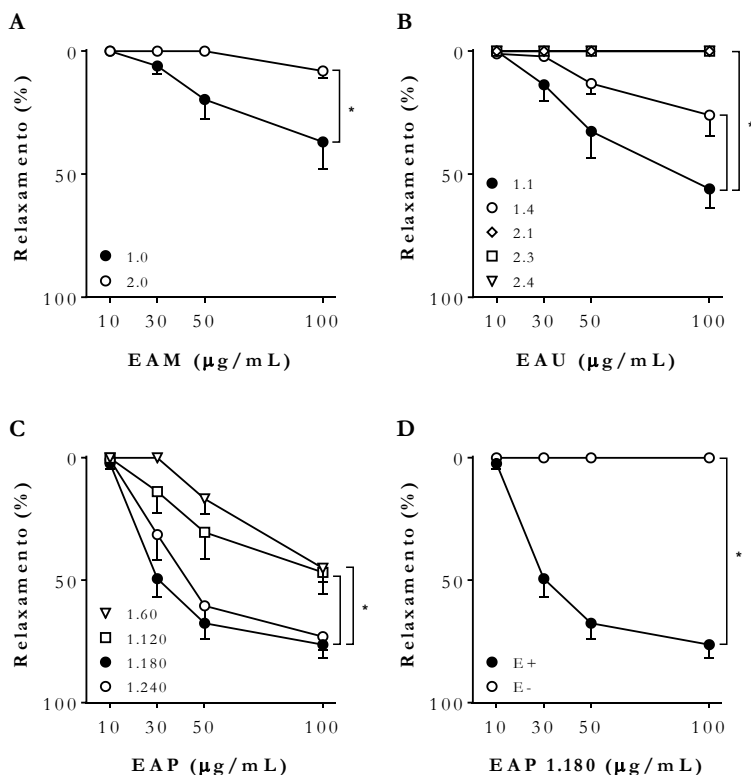 A
0
50
100
Relaxamento (%)
*
1.0
2.0
10 30 50 100
EAM (µg/mL)
B
0
50
100
Relaxamento (%)
*
1.1
1.4
2.1
2.3
2.4
10 30 50 100
EAU (µg/mL)
C
0
50
100
Relaxamento (%)
*
1.60
1.120
1.180
1.240
10 30 50 100
EAP (µg/mL)
D
0
50
100
Relaxamento (%)
*
E+
E-
10 30 50 100
EAP 1.180 (µg/mL)